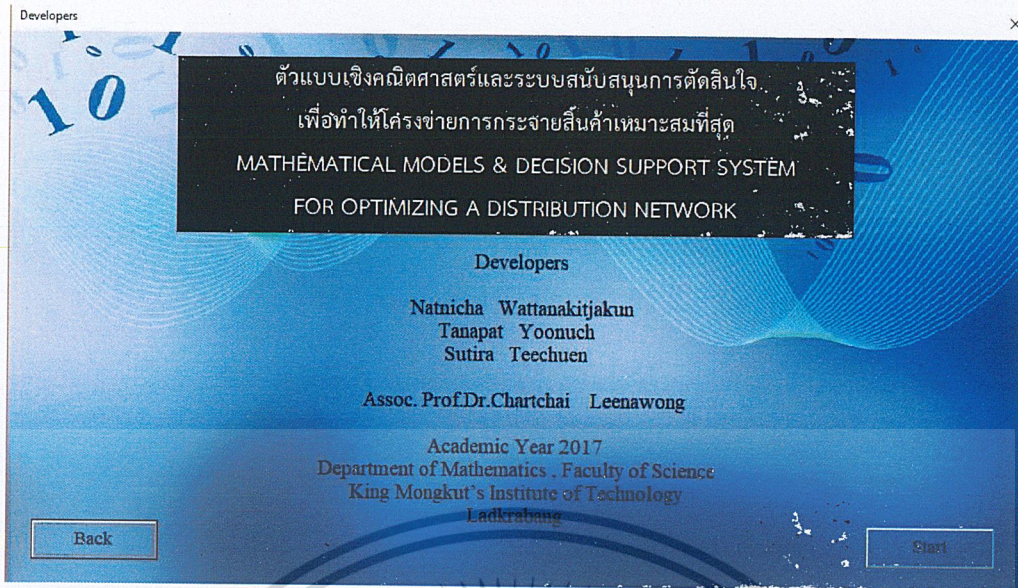 Developers
ตัวแบบเชิงคณิตศาสตร์และระบบสนับสนุนการตัดสินใจ
เพื่อทำให้โครงข่ายการกระจายสินค้าเหมาะสมที่สุด
MATHEMATICAL MODELS & DECISION SUPPORT SYSTEM
FOR OPTIMIZING A DISTRIBUTION NETWORK
Developers
Natnicha Wattanakitjakun
Tanapat Yoonuch
Sutira Teechuen
Assoc. Prof.Dr.Chartchai Leenawong
Academic Year 2017
Department of Mathematics , Faculty of Science
King Mongkut's Institute of Technology
Ladkrabang
Back
Start